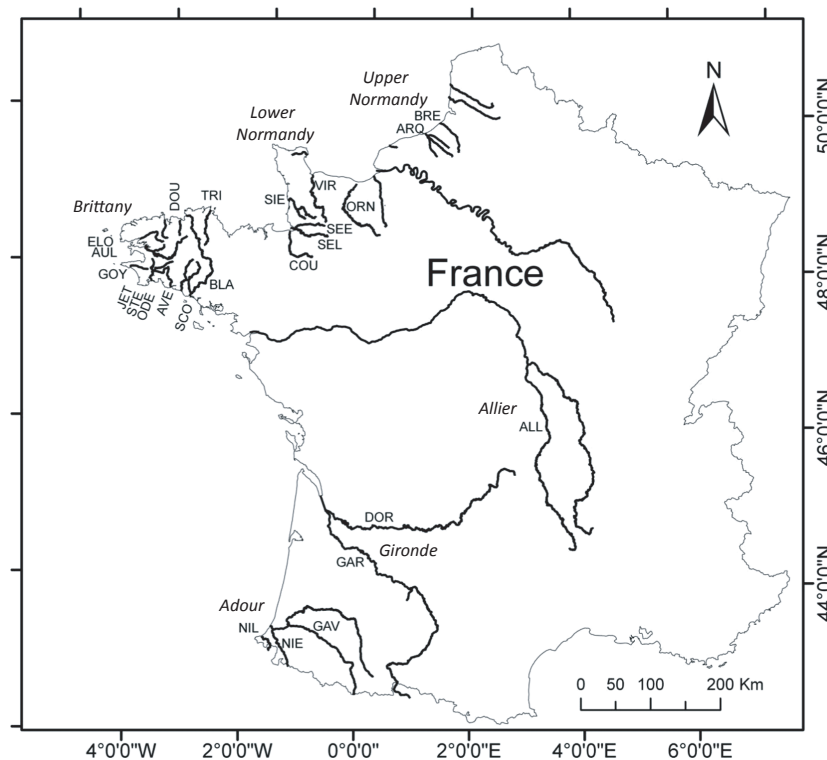 N
Upper
Normandy
BRE
ARQ
Lower
Normandy
VIR
SIE
ORN
SEE
SEL
COU
Brittany
DOU
TRI
ELO
AUL
GOY
BLA
JET
STE
ODE
AVE
SCO
France
Allier
ALL
DOR
Gironde
GAR
Adour
NIL
NIE
GAV
0 50 100 200 Km
50°0'0"N
48°0'0"N
46°0'0"N
44°0'0"N
4°0'0"W 2°0'0"W 0°0'0" 2°0'0"E 4°0'0"E 6°0'0"E